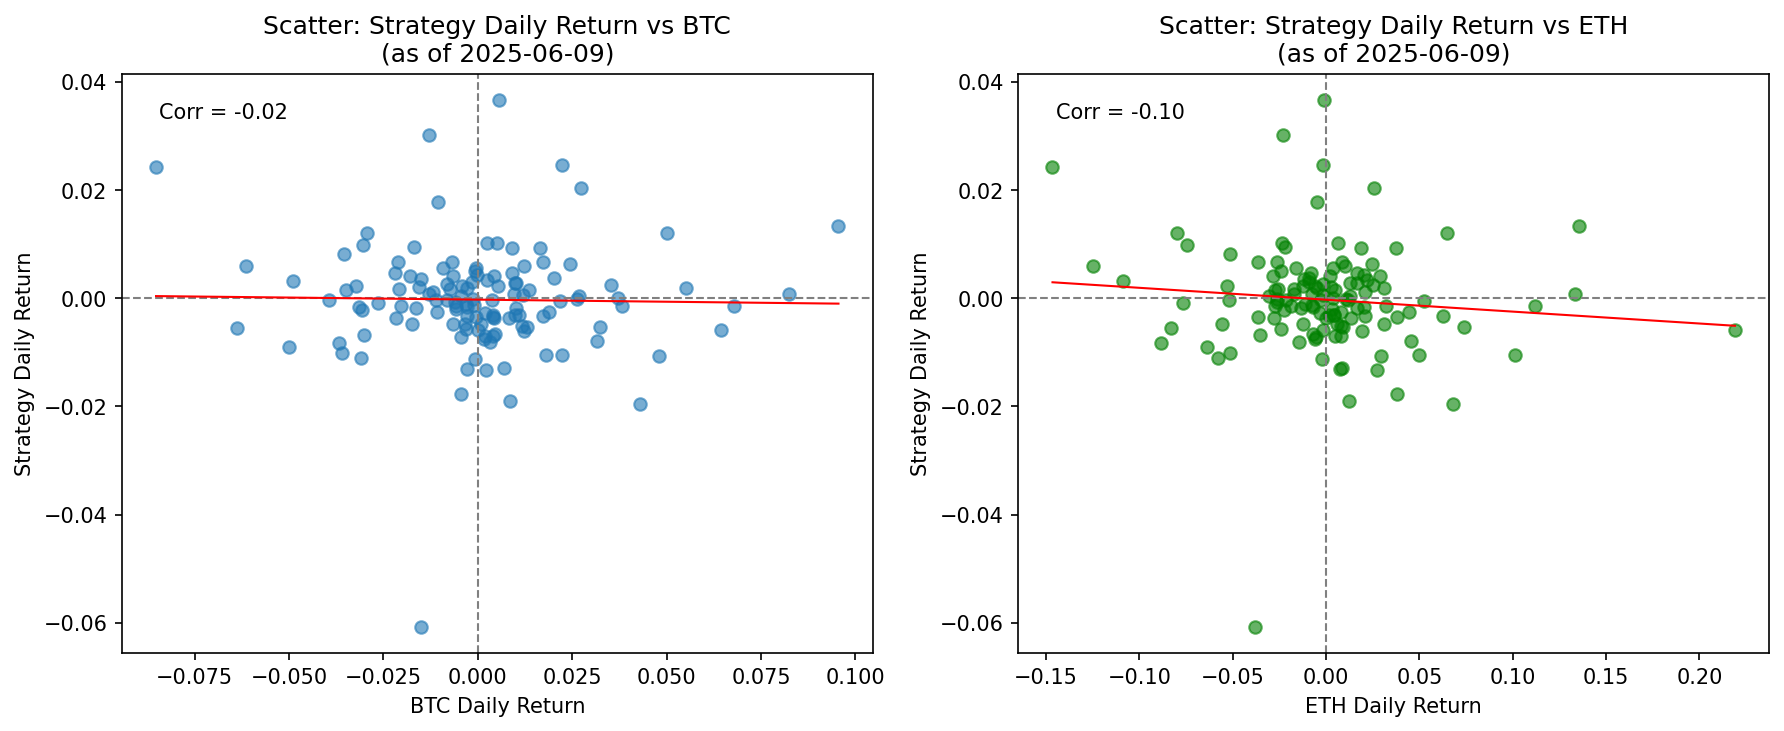 Scatter: Strategy Daily Return vs BTC
(as of 2025-06-09)
Corr = -0.02
Strategy Daily Return
0.04
0.02
0.00
−0.02
−0.04
−0.06
−0.075 −0.050 −0.025 0.000 0.025 0.050 0.075 0.100
BTC Daily Return
Scatter: Strategy Daily Return vs ETH
(as of 2025-06-09)
Corr = -0.10
Strategy Daily Return
0.04
0.02
0.00
−0.02
−0.04
−0.06
−0.15 −0.10 −0.05 0.00 0.05 0.10 0.15 0.20
ETH Daily Return